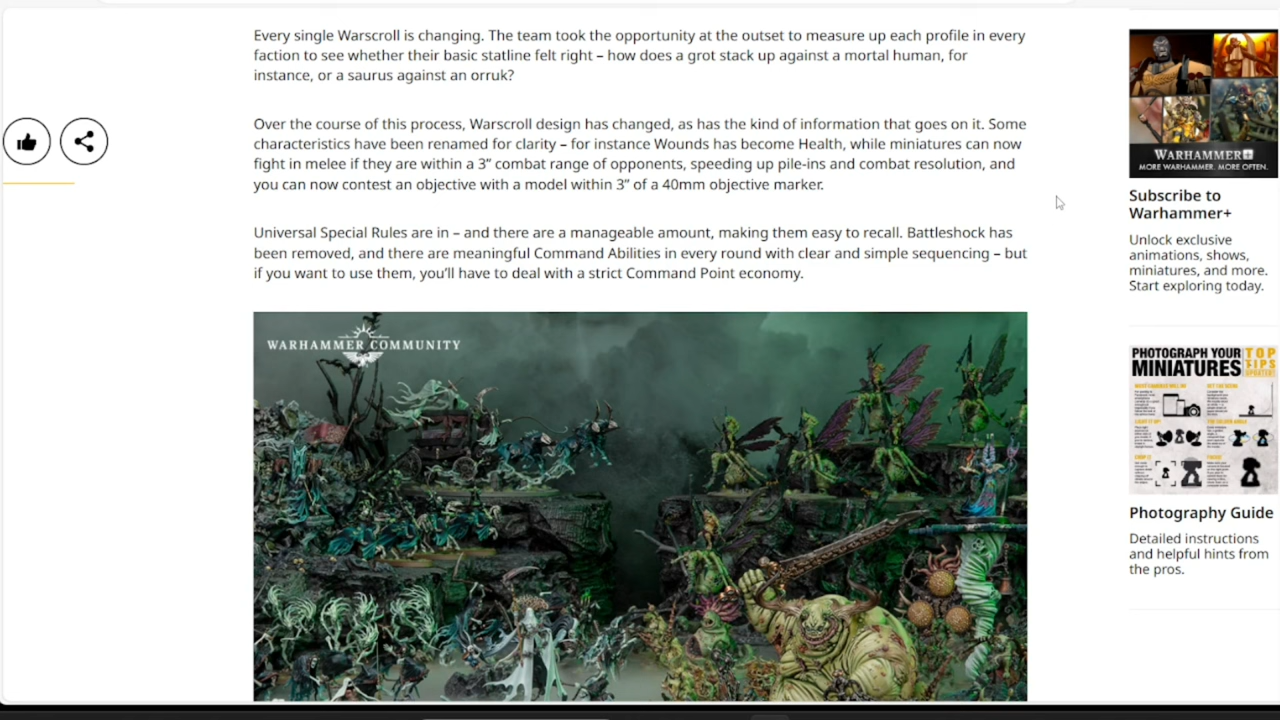 Every single Warscroll is changing. The team took the opportunity at the outset to measure up each profile in every
faction to see whether their basic statline felt right – how does a grot stack up against a mortal human, for
instance, or a saurus against an orruk?
Over the course of this process, Warscroll design has changed, as has the kind of information that goes on it. Some
characteristics have been renamed for clarity – for instance Wounds has become Health, while miniatures can now
fight in melee if they are within a 3” combat range of opponents, speeding up pile-ins and combat resolution, and
you can now contest an objective with a model within 3” of a 40mm objective marker.
Universal Special Rules are in – and there are a manageable amount, making them easy to recall. Battleshock has
been removed, and there are meaningful Command Abilities in every round with clear and simple sequencing – but
if you want to use them, you’ll have to deal with a strict Command Point economy.
WARHAMMER COMMUNITY
WARHAMMER+
MORE WARHAMMER. MORE OFTEN.
Subscribe to
Warhammer+
Unlock exclusive
animations, shows,
miniatures, and more.
Start exploring today.
PHOTOGRAPH YOUR
MINIATURES
TOP
TIPS
Photography Guide
Detailed instructions
and helpful hints from
the pros.